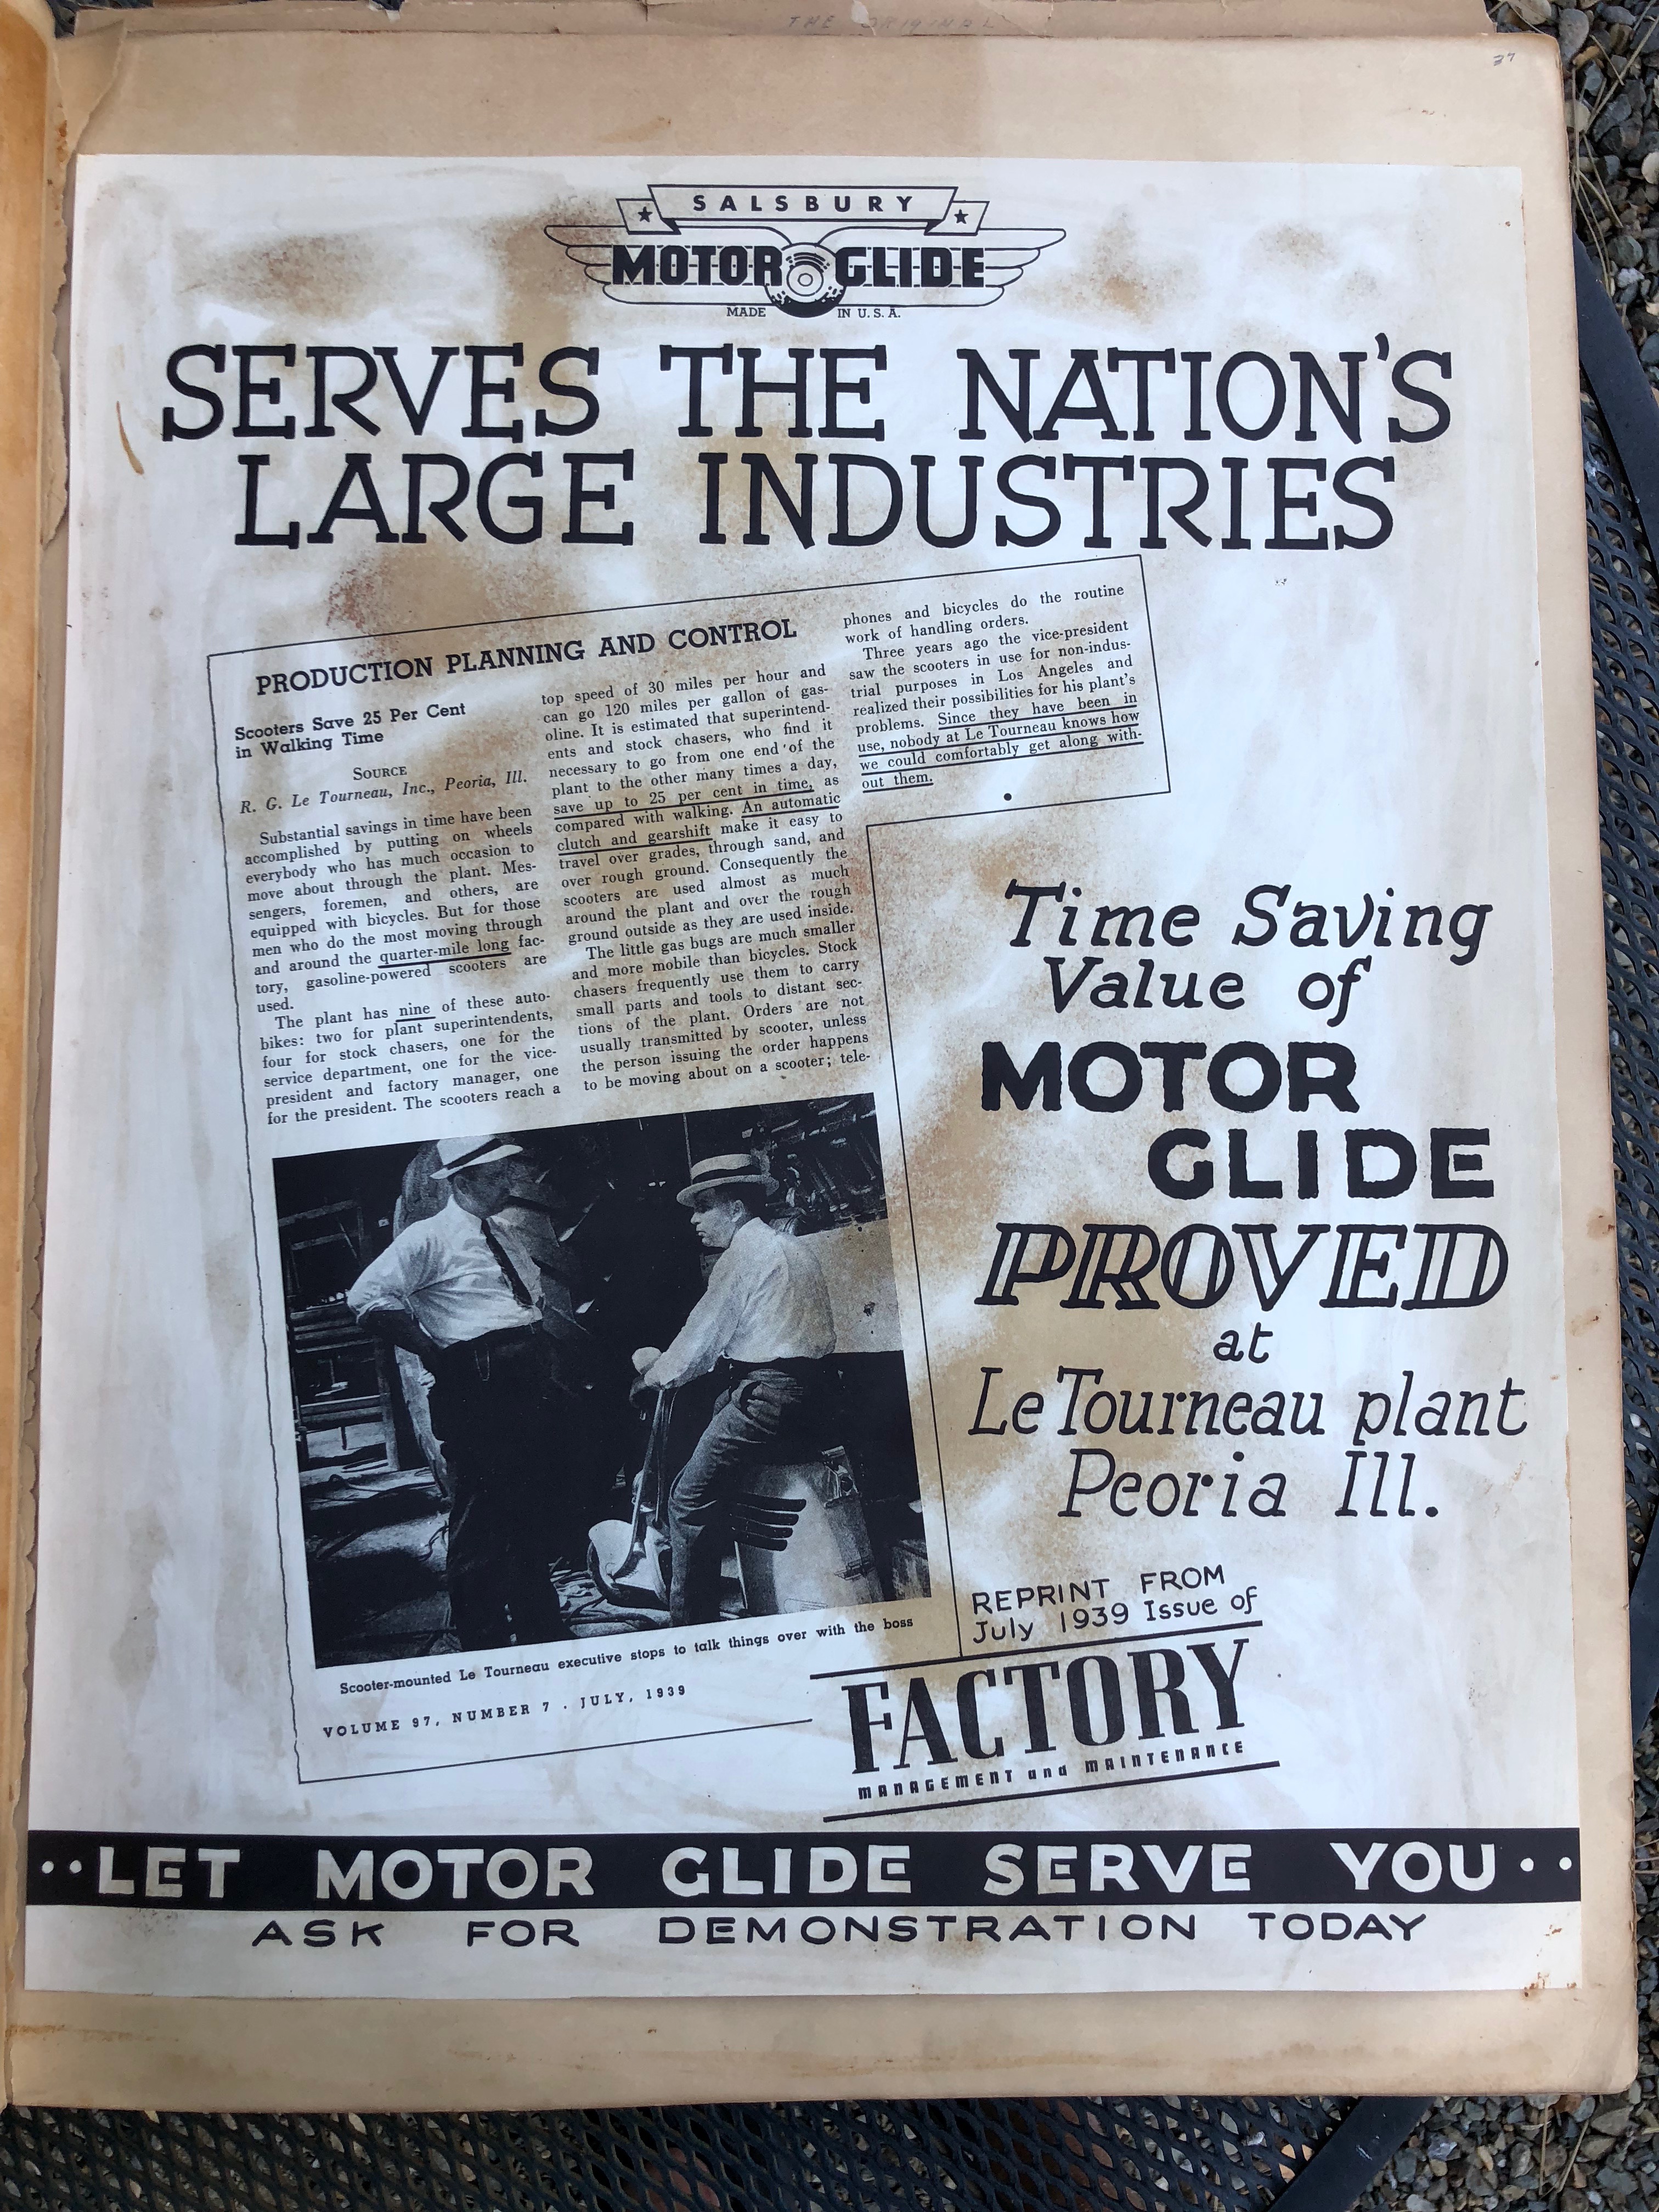 THE ORIGINAL
37
SALSBURY
MOTOR GLIDE
MADE IN U.S.A.
SERVES THE NATION'S
LARGE INDUSTRIES
PRODUCTION PLANNING AND CONTROL
Scooters Save 25 Per Cent
in Walking Time
SOURCE
R. G. Le Tourneau, Inc., Peoria, Ill.
Substantial savings in time have been
accomplished by putting on wheels
everybody who has much occasion to
move about through the plant. Mes-
sengers, foremen, and others, are
equipped with bicycles. But for those
men who do the most moving through
and around the quarter-mile long fac-
tory, gasoline-powered scooters are
used.
The plant has nine of these auto-
bikes: two for plant superintendents,
four for stock chasers, one for the
service department, one for the vice-
president and factory manager, one
for the president. The scooters reach a
top speed of 30 miles per hour and
can go 120 miles per gallon of gas-
oline. It is estimated that superintend-
ents and stock chasers, who find it
necessary to go from one end of the
plant to the other many times a day,
save up to 25 per cent in time, as
compared with walking. An automatic
clutch and gearshift make it easy to
travel over grades, through sand, and
over rough ground. Consequently the
scooters are used almost as much
around the plant and over the rough
ground outside as they are used inside.
The little gas bugs are much smaller
and more mobile than bicycles. Stock
chasers frequently use them to carry
small parts and tools to distant sec-
tions of the plant. Orders are not
usually transmitted by scooter, unless
the person issuing the order happens
to be moving about on a scooter; tele-
phones and bicycles do the routine
work of handling orders.
Three years ago the vice-president
saw the scooters in use for non-indus-
trial purposes in Los Angeles and
realized their possibilities for his plant's
problems. Since they have been in
use, nobody at Le Tourneau knows how
we could comfortably get along with-
out them.
Scooter-mounted Le Tourneau executive stops to talk things over with the boss
VOLUME 97, NUMBER 7 . JULY, 1939
Time Saving
Value of
MOTOR
GLIDE
PROVED
at
Le Tourneau plant
Peoria Ill.
REPRINT FROM
July 1939 Issue of
FACTORY
MANAGEMENT and MAINTENANCE
··LET MOTOR GLIDE SERVE YOU··
ASK FOR DEMONSTRATION TODAY